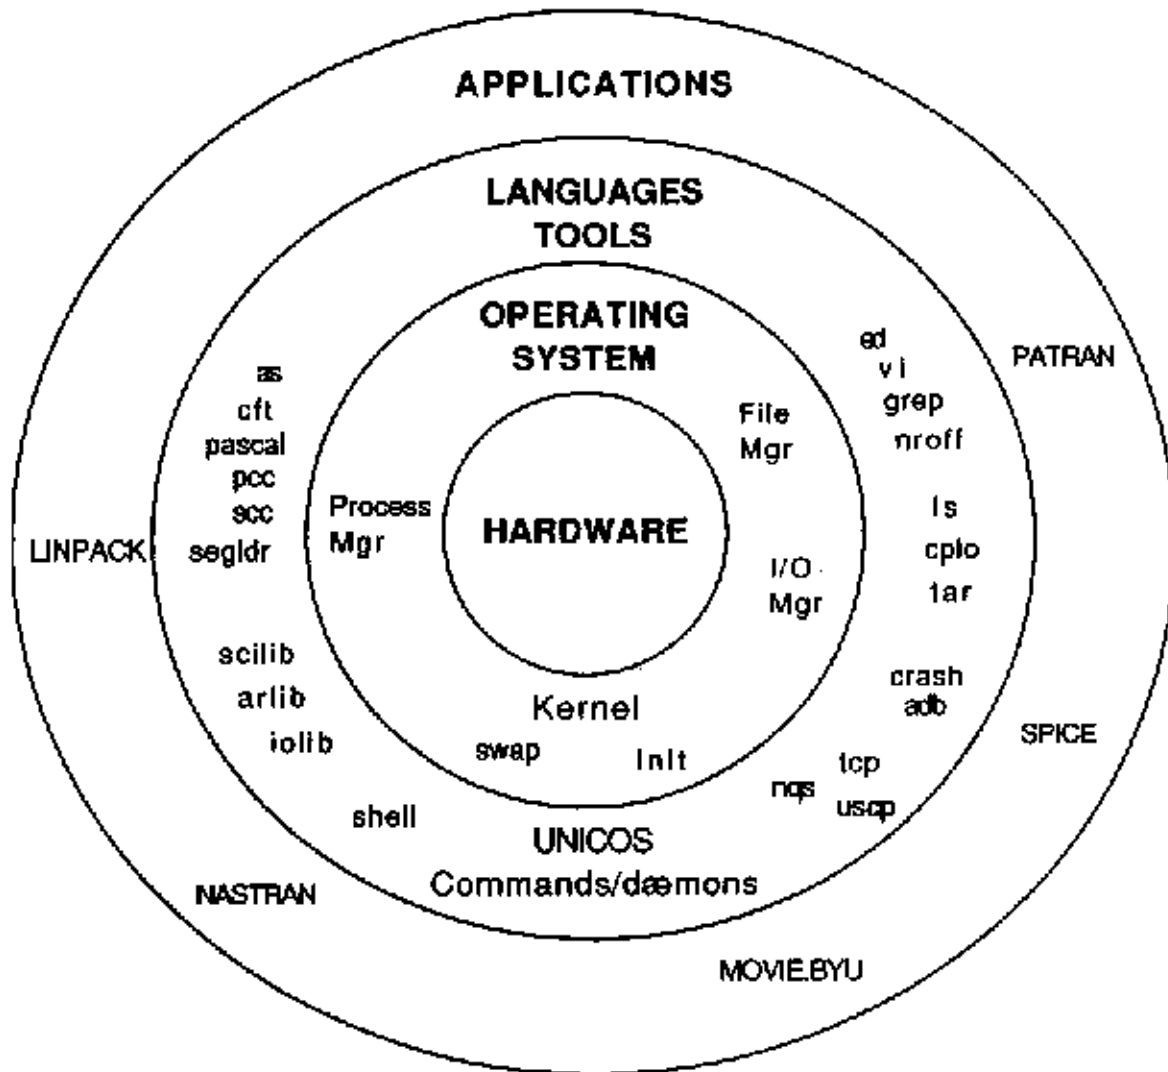 APPLICATIONS
LANGUAGES
TOOLS
OPERATING
SYSTEM
HARDWARE
File
Mgr
Process
Mgr
I/O
Mgr
Kernel
swap
init
as
cft
pascal
pcc
scc
segldr
scilib
arlib
iolib
shell
ed
vi
grep
nroff
ls
cpio
tar
crash
adb
tcp
nqs
uscp
UNICOS
Commands/dæmons
LINPACK
PATRAN
SPICE
NASTRAN
MOVIE.BYU